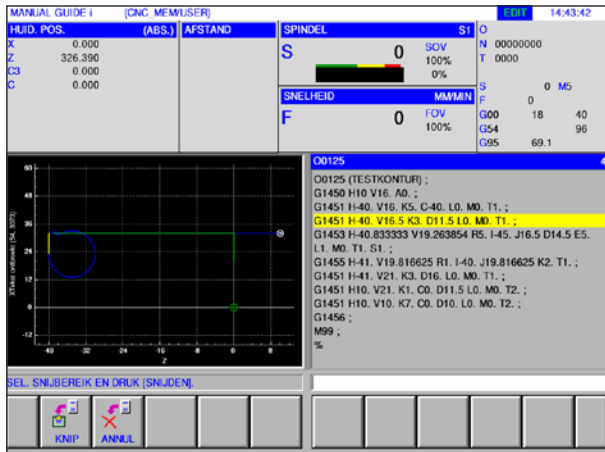 MANUAL GUIDE i (CNC_MEM/USER) EDIT 14:43:42
HUID. POS. (ABS.) AFSTAND SPINDEL S1 O
X 0.000
Z 326.390
C3 0.000
C 0.000
S 0 SOV
100%
0%
N 00000000
T 0000
SNELHEID MM/MIN
F 0 FOV
100%
S 0 M5
F 0
G00 18 40
G54 96
G95 69.1
O0125
O0125 (TESTKONTUR) ;
G1450 H10 V16. A0. ;
G1451 H-40. V16. K5. C-40. L0. M0. T1. ;
G1451 H-40. V16.5 K3. D11.5 L0. M0. T1. ;
G1453 H-40.833333 V19.263854 R5. I-45. J16.5 D14.5 E5.
L1. M0. T1. S1. ;
G1455 H-41. V19.816625 R1. I-40. J19.816625 K2. T1. ;
G1451 H-41. V21. K3. D16. L0. M0. T1. ;
G1451 H10. V21. K1. C0. D11.5 L0. M0. T2. ;
G1451 H10. V10. K7. C0. D10. L0. M0. T2. ;
G1456 ;
M99 ;
%
60
48
36
24
12
0
-12
-40 -32 -24 -16 -8 0 8
Z
SEL. SNIJBEREIK EN DRUK [SNIJDEN].
KNIP ANNUL